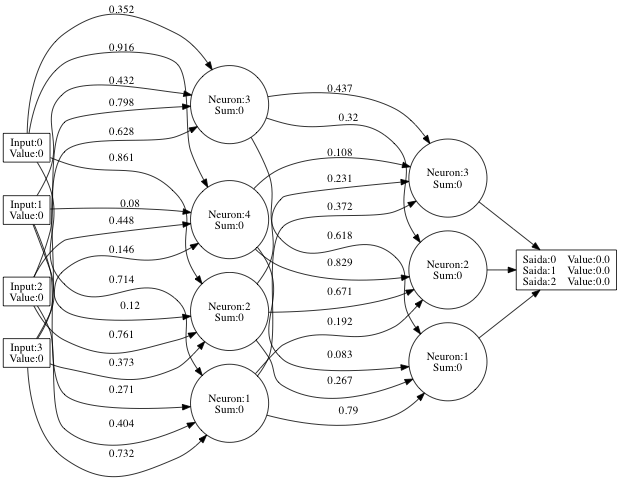 0.352
0.916
0.432
0.798
0.628
0.861
0.08
0.448
0.146
0.714
0.12
0.761
0.373
0.271
0.404
0.732
Input:0
Value:0
Input:1
Value:0
Input:2
Value:0
Input:3
Value:0
Neuron:3
Sum:0
Neuron:4
Sum:0
Neuron:2
Sum:0
Neuron:1
Sum:0
0.437
0.32
0.108
0.231
0.372
0.618
0.829
0.671
0.192
0.083
0.267
0.79
Neuron:3
Sum:0
Neuron:2
Sum:0
Neuron:1
Sum:0
Saida:0 Value:0.0
Saida:1 Value:0.0
Saida:2 Value:0.0